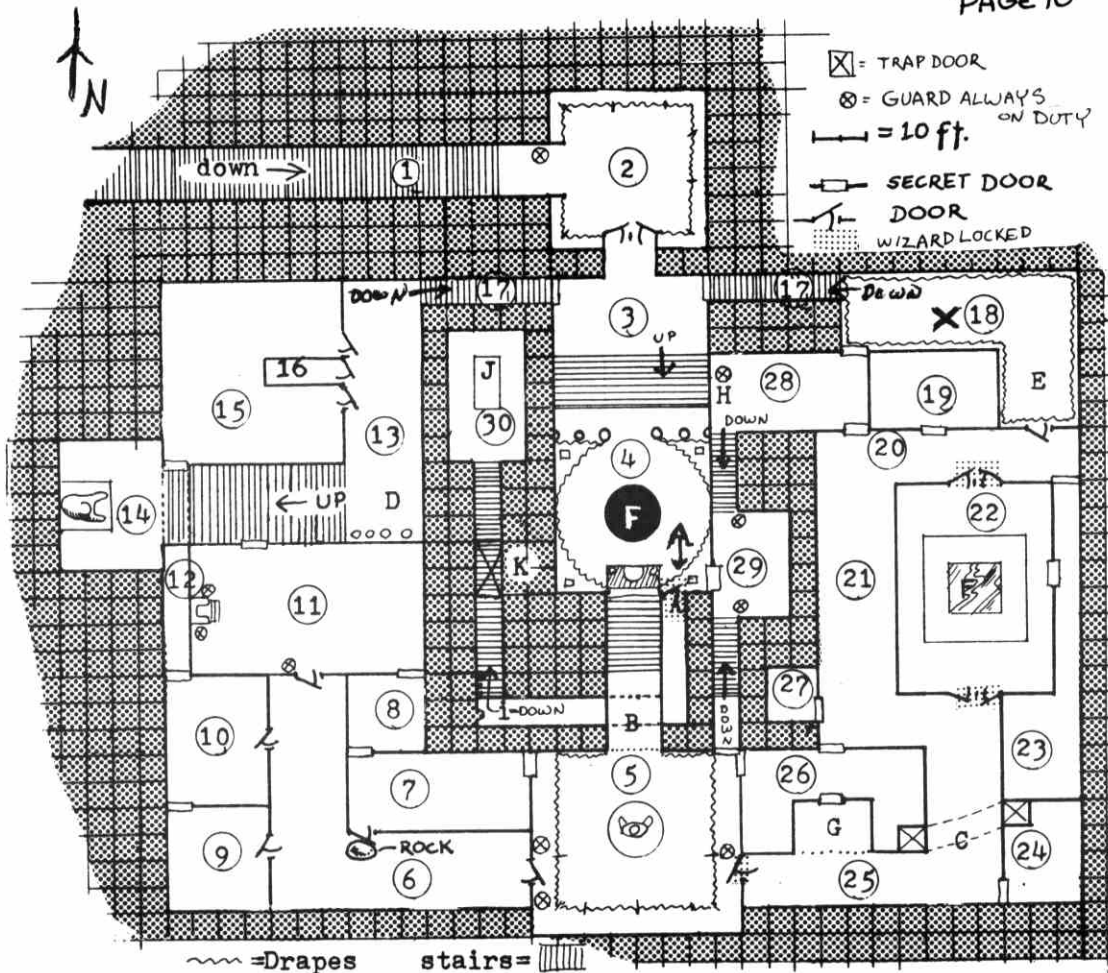 PAGE 10
N
= TRAP DOOR
= GUARD ALWAYS
ON DUTY
= 10 ft.
SECRET DOOR
DOOR
WIZARD LOCKED
down → 1
2
DOWN 17
3
17 DOWN
18
UP
H
28
19
E
J
30
16
15
13
4
DOWN
20
22
14
← UP
D
F
K
29
21
12
11
A
27
8
1=DOWN
B
DOWN
10
23
7
5
26
G
C
24
9
ROCK
6
25
=Drapes stairs=